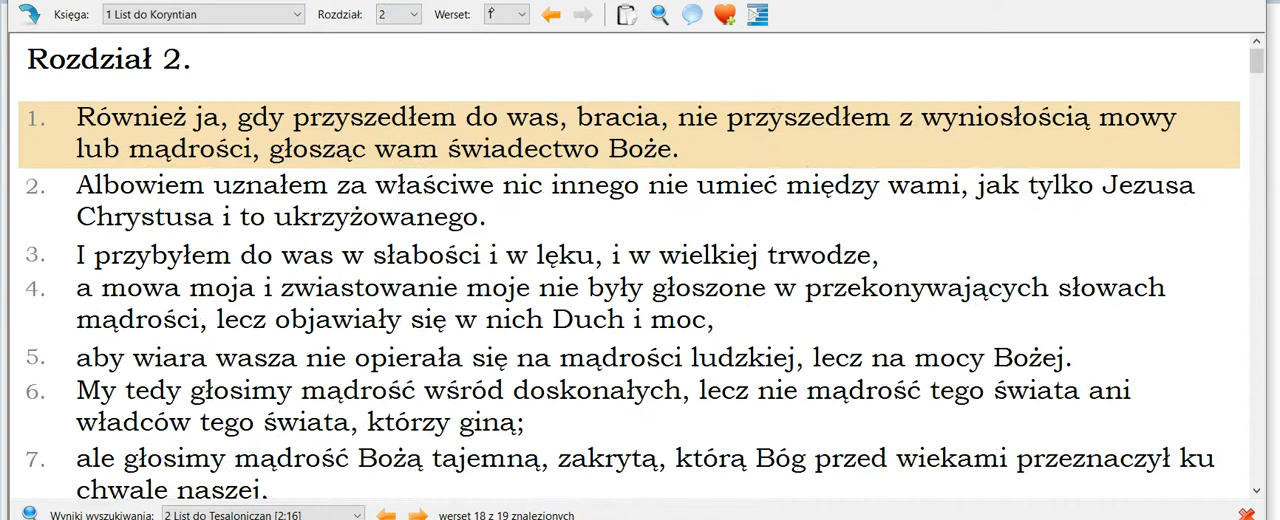 Księga: 1 List do Koryntian Rozdział: 2 Werset: 1
Rozdział 2.
1. Również ja, gdy przyszedłem do was, bracia, nie przyszedłem z wyniosłością mowy
lub mądrości, głosząc wam świadectwo Boże.
2. Albowiem uznałem za właściwe nic innego nie umieć między wami, jak tylko Jezusa
Chrystusa i to ukrzyżowanego.
3. I przybyłem do was w słabości i w lęku, i w wielkiej trwodze,
4. a mowa moja i zwiastowanie moje nie były głoszone w przekonywających słowach
mądrości, lecz objawiały się w nich Duch i moc,
5. aby wiara wasza nie opierała się na mądrości ludzkiej, lecz na mocy Bożej.
6. My tedy głosimy mądrość wśród doskonałych, lecz nie mądrość tego świata ani
władców tego świata, którzy giną;
7. ale głosimy mądrość Bożą tajemną, zakrytą, którą Bóg przed wiekami przeznaczył ku
chwale naszej,
Wyniki wyszukiwania: 2 List do Tesaloniczan [2:16] werset 18 z 19 znalezionych